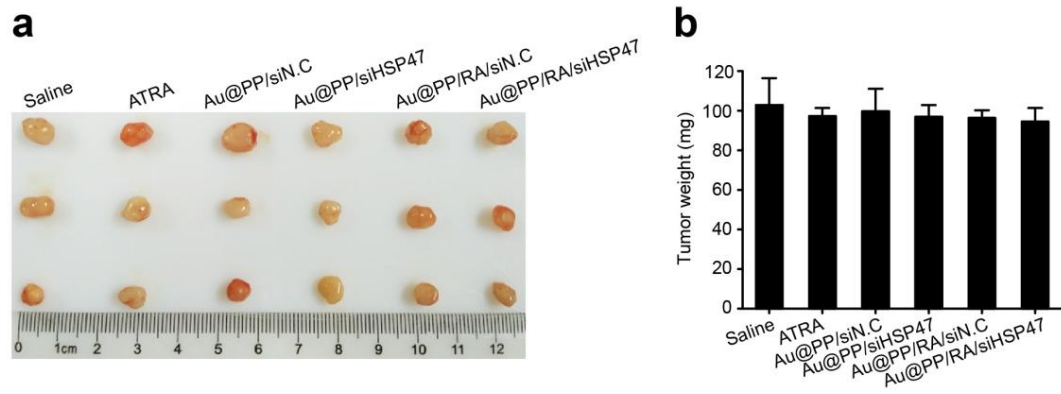 a
Saline
ATRA
Au@PP/siN.C
Au@PP/siHSP47
Au@PP/RA/siN.C
Au@PP/RA/siHSP47
0 1cm 2 3 4 5 6 7 8 9 10 11 12
b
Tumor weight (mg)
120
100
80
60
40
20
0
Saline
ATRA
Au@PP/siN.C
Au@PP/siHSP47
Au@PP/RA/siN.C
Au@PP/RA/siHSP47